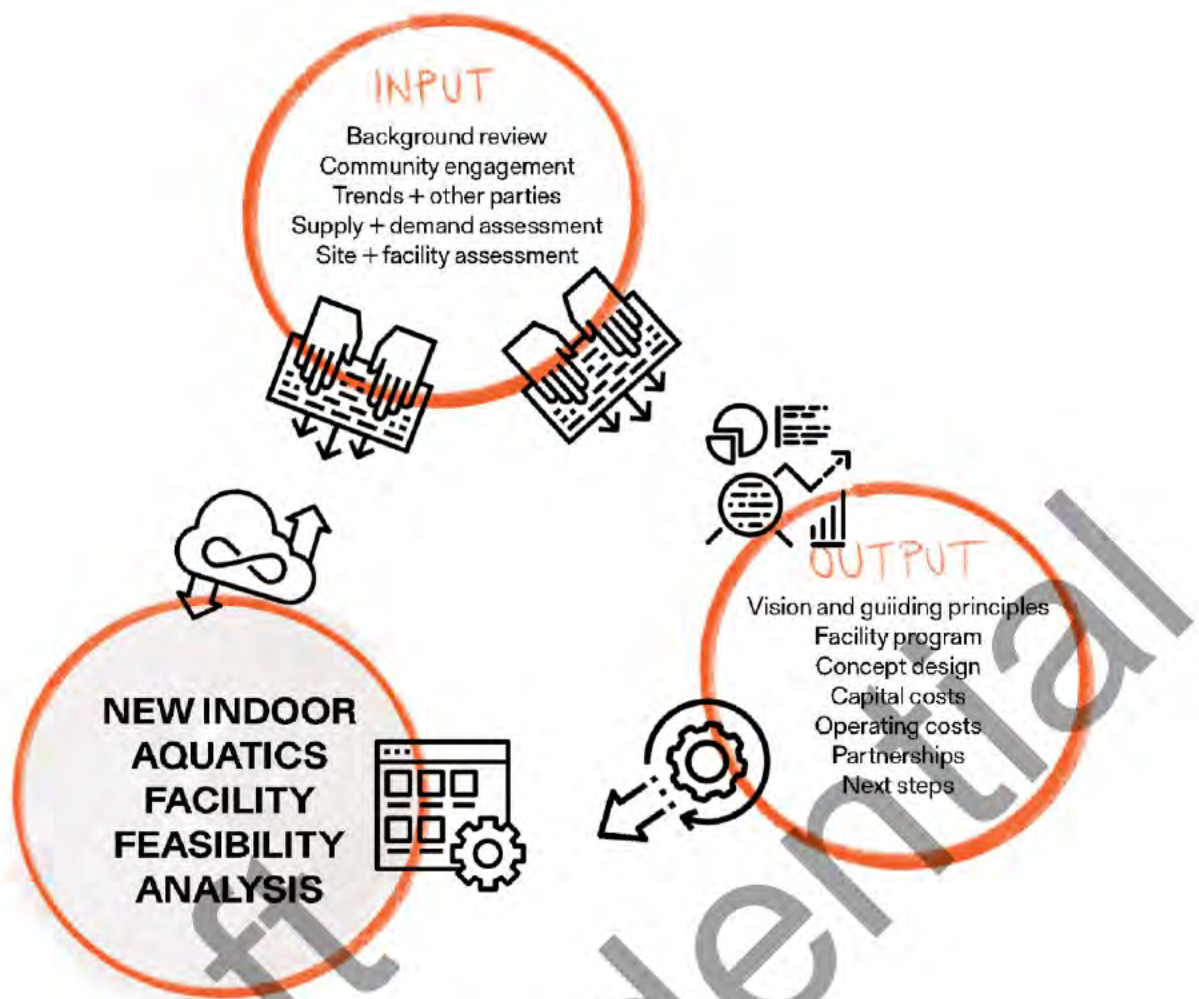 INPUT
Background review
Community engagement
Trends + other parties
Supply + demand assessment
Site + facility assessment
OUTPUT
Vision and guiiding principles
Facility program
Concept design
Capital costs
Operating costs
Partnerships
Next steps
NEW INDOOR
AQUATICS
FACILITY
FEASIBILITY
ANALYSIS